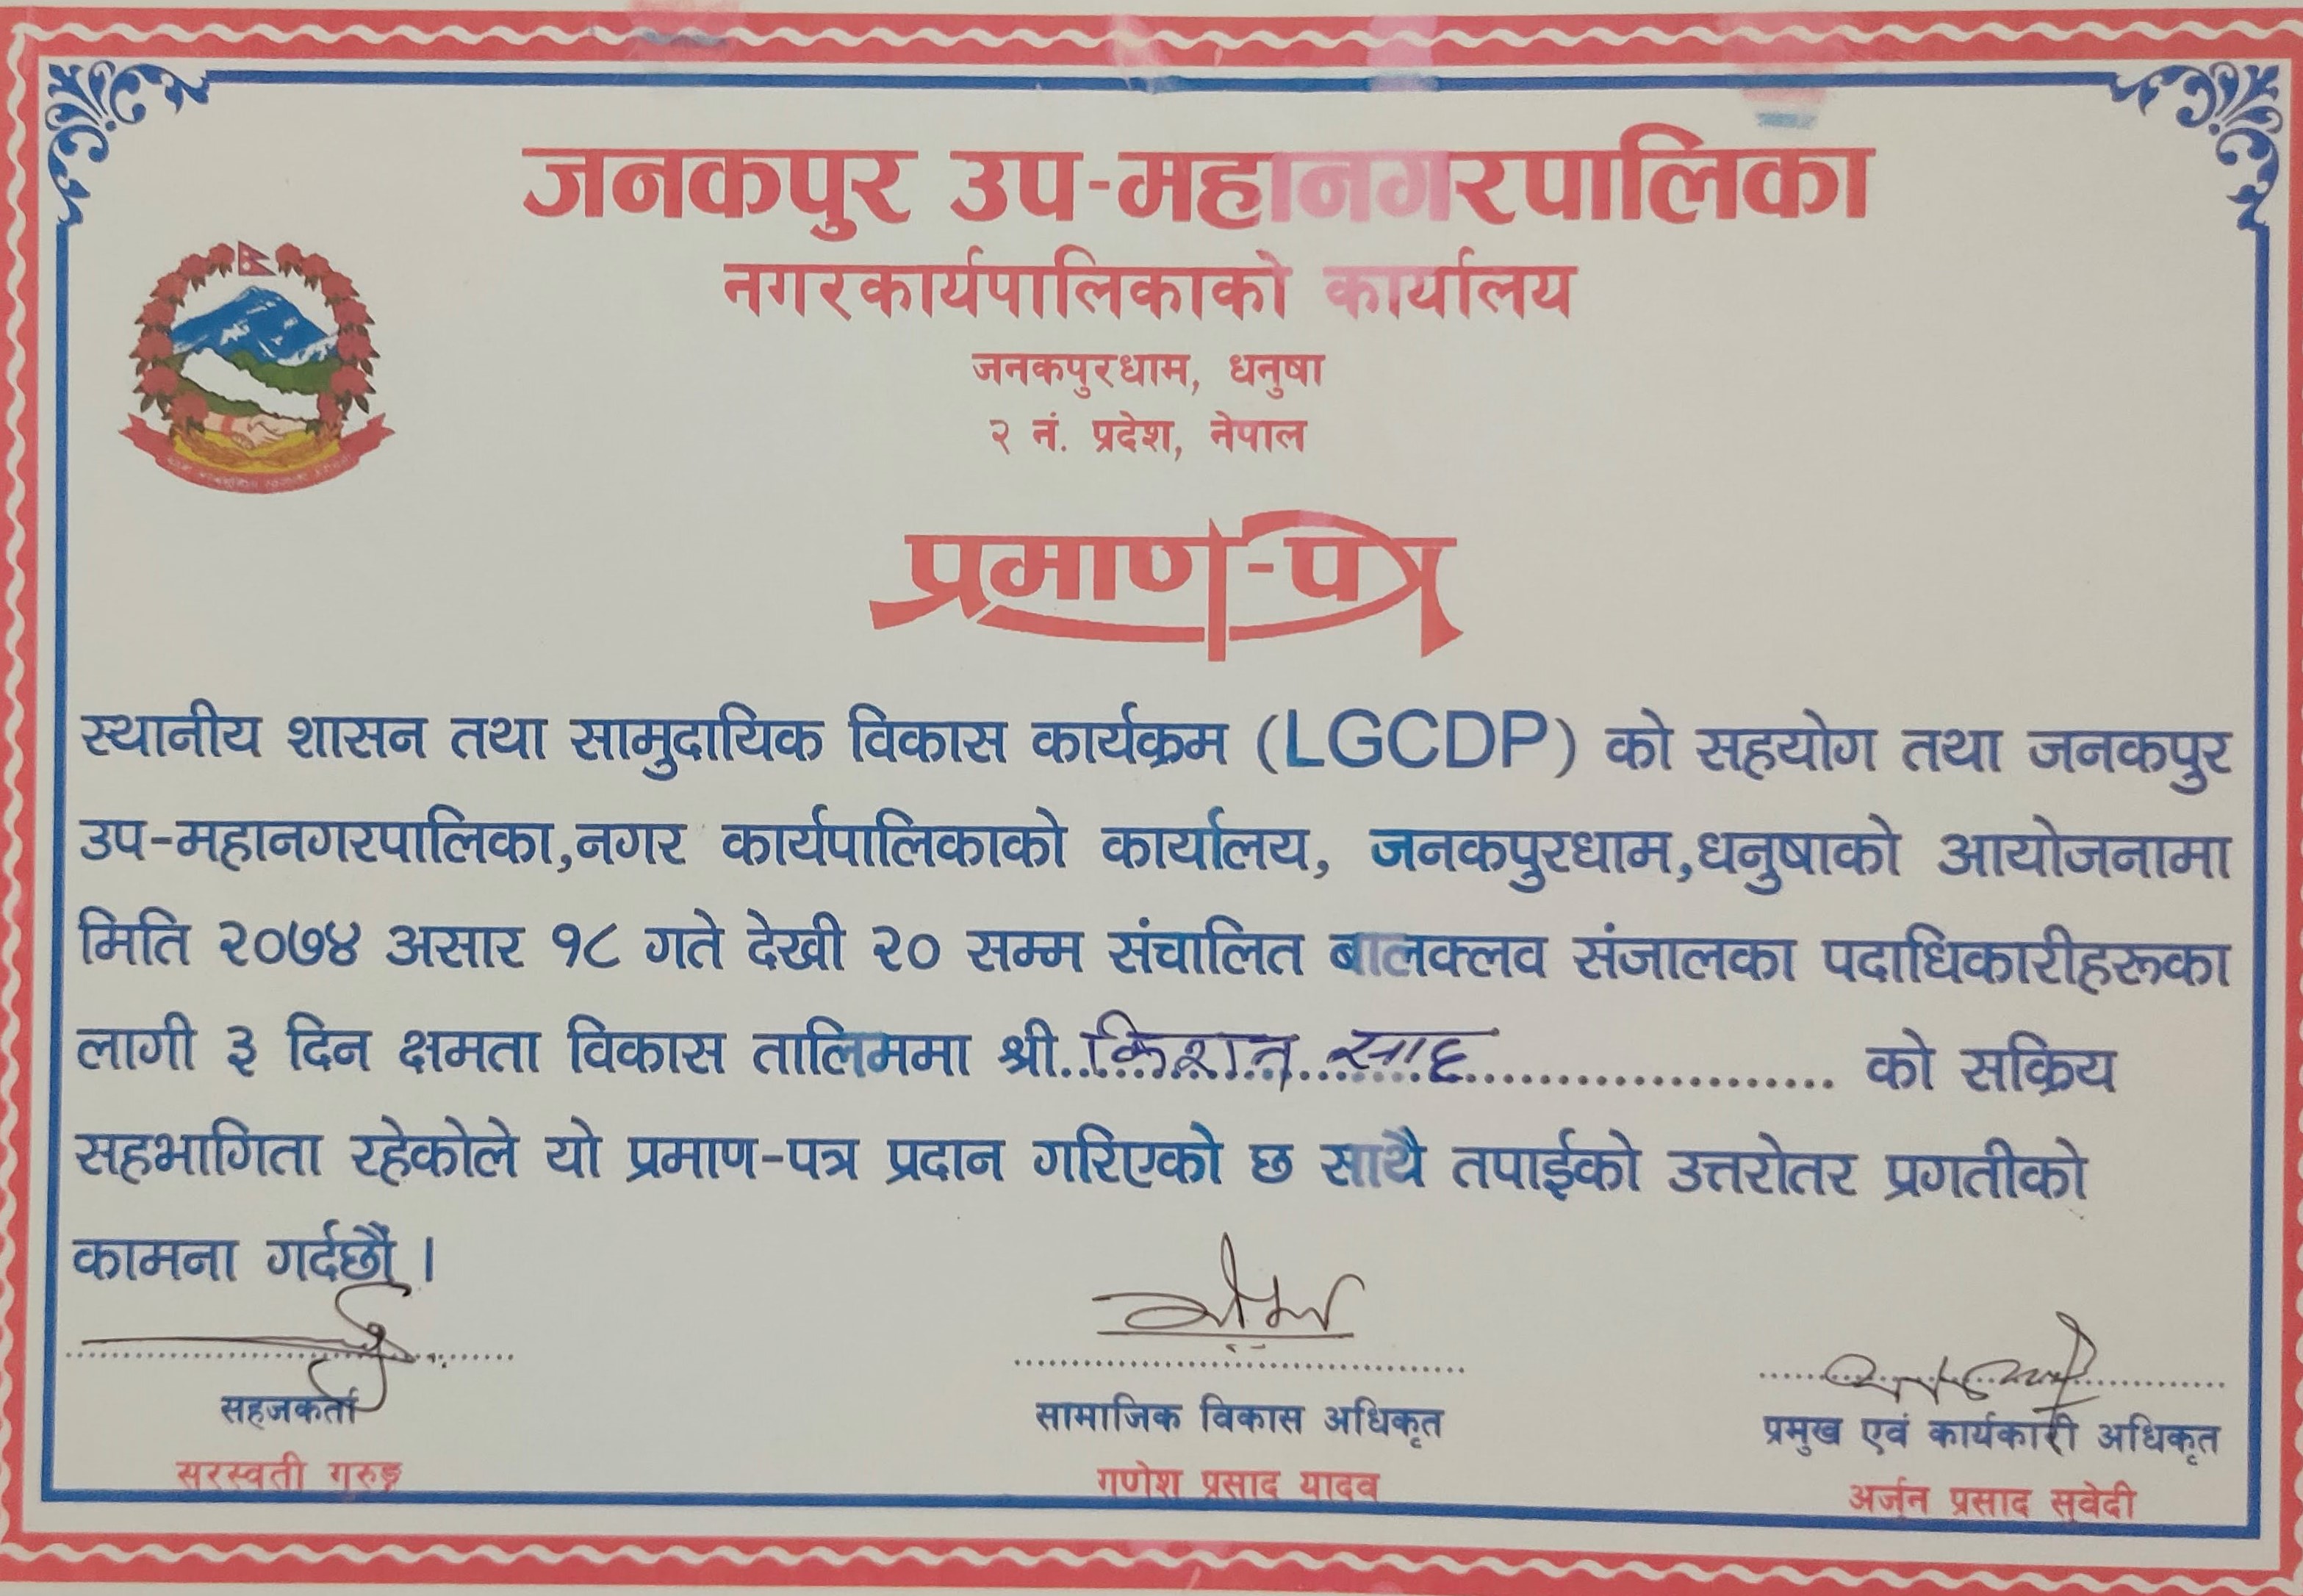 जनकपुर उप-महानगरपालिका
नगरकार्यपालिकाको कार्यालय
जनकपुरधाम, धनुषा
२ नं. प्रदेश, नेपाल
प्रमाण-पत्र
स्थानीय शासन तथा सामुदायिक विकास कार्यक्रम (LGCDP) को सहयोग तथा जनकपुर
उप-महानगरपालिका,नगर कार्यपालिकाको कार्यालय, जनकपुरधाम,धनुषाको आयोजनामा
मिति २०७४ असार १८ गते देखी २० सम्म संचालित बालक्लव संजालका पदाधिकारीहरूका
लागी ३ दिन क्षमता विकास तालिममा श्री..किशन साह.......................... को सक्रिय
सहभागिता रहेकोले यो प्रमाण-पत्र प्रदान गरिएको छ साथै तपाईको उत्तरोतर प्रगतीको
कामना गर्दछौं ।
सहजकर्ता सामाजिक विकास अधिकृत प्रमुख एवं कार्यकारी अधिकृत
सरस्वती गुरुङ गणेश प्रसाद यादव अर्जुन प्रसाद सुवेदी